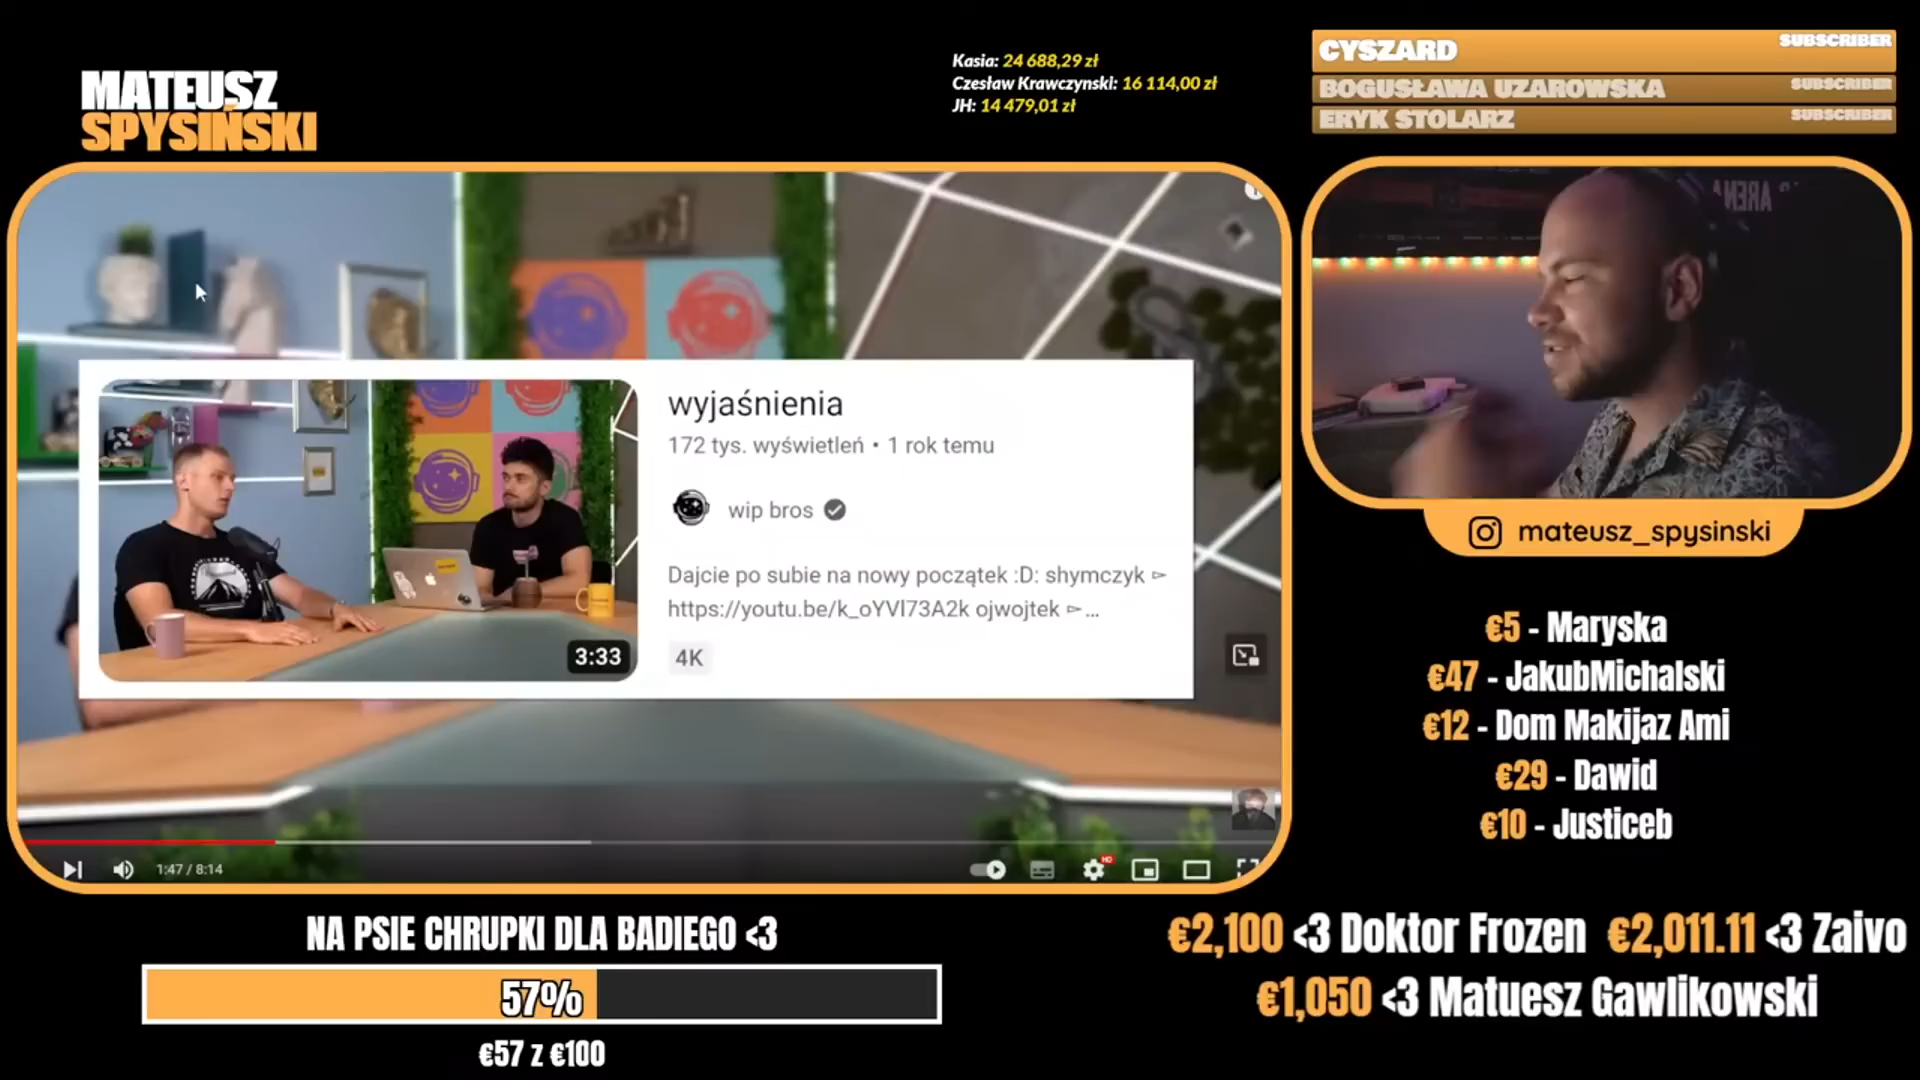 MATEUSZ
SPYSIŃSKI
Kasia: 24 688,29 zł
Czesław Krawczynski: 16 114,00 zł
JH: 14 479,01 zł
CYSZARD SUBSCRIBER
BOGUSŁAWA UZAROWSKA SUBSCRIBER
ERYK STOLARZ SUBSCRIBER
wyjaśnienia
172 tys. wyświetleń • 1 rok temu
wip bros
Dajcie po subie na nowy początek :D: shymczyk ▻
https://youtu.be/k_oYVI73A2k ojwojtek ▻ ...
4K
3:33
1:47 / 8:14
HD
mateusz_spysinski
€5 - Maryska
€47 - JakubMichalski
€12 - Dom Makijaz Ami
€29 - Dawid
€10 - Justiceb
NA PSIE CHRUPKI DLA BADIEGO <3
57%
€57 z €100
€2,100 <3 Doktor Frozen €2,011.11 <3 Zaivo
€1,050 <3 Matuesz Gawlikowski